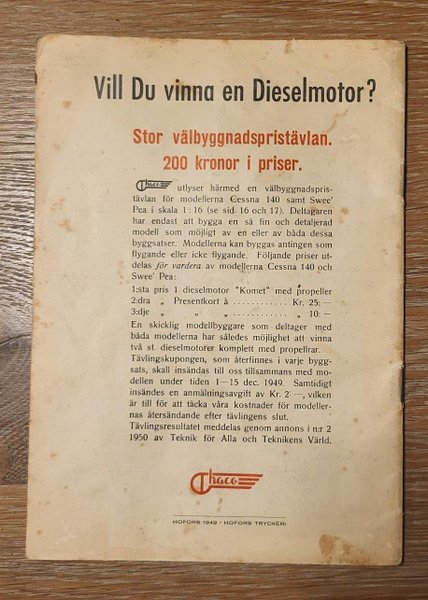 Vill Du vinna en Dieselmotor?
Stor välbyggnadspristävlan.
200 kronor i priser.
Thaco utlyser härmed en välbyggnadspris-
tävlan för modellerna Cessna 140 samt Swee'
Pea i skala 1:16 (se sid. 16 och 17). Deltagaren
har endast att bygga en så fin och detaljerad
modell som möjligt av en eller av båda dessa
byggsatser. Modellerna kan byggas antingen som
flygande eller icke flygande. Följande priser ut-
delas för vardera av modellerna Cessna 140 och
Swee' Pea:
1:sta pris 1 dieselmotor "Komet" med propeller
2:dra „ Presentkort à ............ Kr. 25:—
3:dje „ „ „ ............ „ 10:—
En skicklig modellbyggare som deltager med
båda modellerna har således möjlighet att vinna
två st. dieselmotorer komplett med propellrar.
Tävlingskupongen, som återfinnes i varje bygg-
sats, skall insändas till oss tillsammans med mo-
dellen under tiden 1—15 dec. 1949. Samtidigt
insändes en anmälningsavgift av Kr. 2:—, vilken
är till för att täcka våra kostnader för modeller-
nas återsändande efter tävlingens slut.
Tävlingsresultatet meddelas genom annons i n:r 2
1950 av Teknik för Alla och Teknikens Värld.
Thaco
HOFORS 1949 - HOFORS TRYCKERI